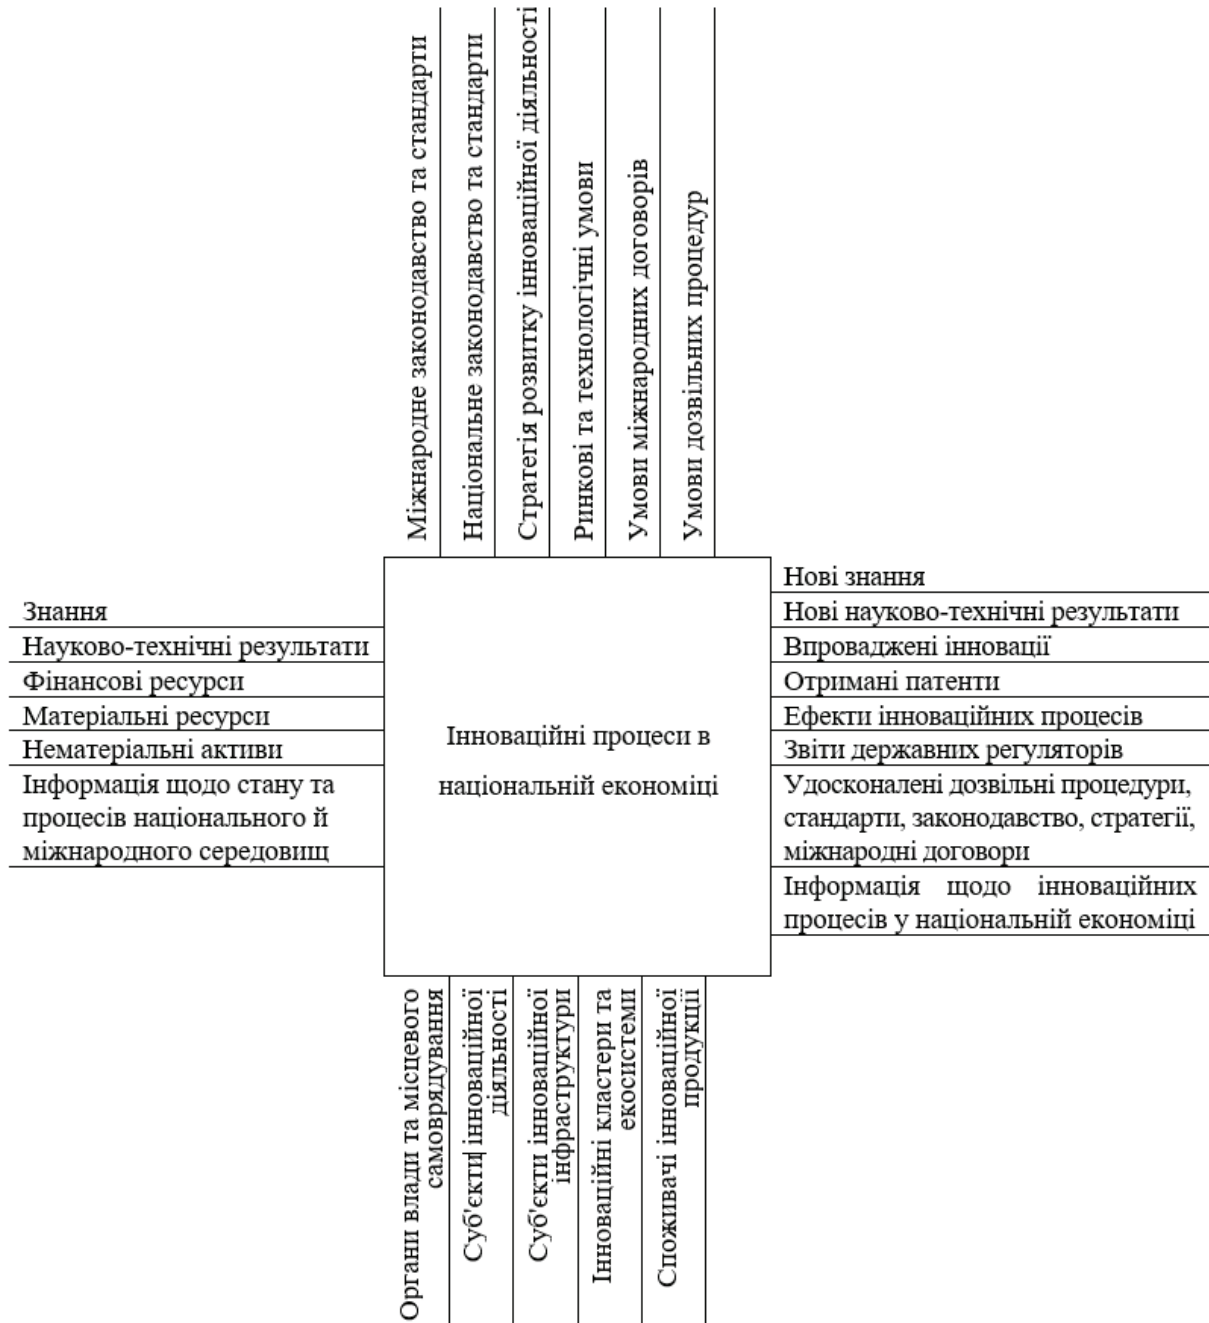 Міжнародне законодавство та стандарти
Національне законодавство та стандарти
Стратегія розвитку інноваційної діяльності
Ринкові та технологічні умови
Умови міжнародних договорів
Умови дозвільних процедур
Знання
Науково-технічні результати
Фінансові ресурси
Матеріальні ресурси
Нематеріальні активи
Інформація щодо стану та
процесів національного й
міжнародного середовищ
Інноваційні процеси в
національній економіці
Нові знання
Нові науково-технічні результати
Впроваджені інновації
Отримані патенти
Ефекти інноваційних процесів
Звіти державних регуляторів
Удосконалені дозвільні процедури,
стандарти, законодавство, стратегії,
міжнародні договори
Інформація щодо інноваційних
процесів у національній економіці
Органи влади та місцевого
самоврядування
Суб'єкти інноваційної
діяльності
Суб'єкти інноваційної
інфраструктури
Інноваційні кластери та
екосистеми
Споживачі інноваційної
продукції